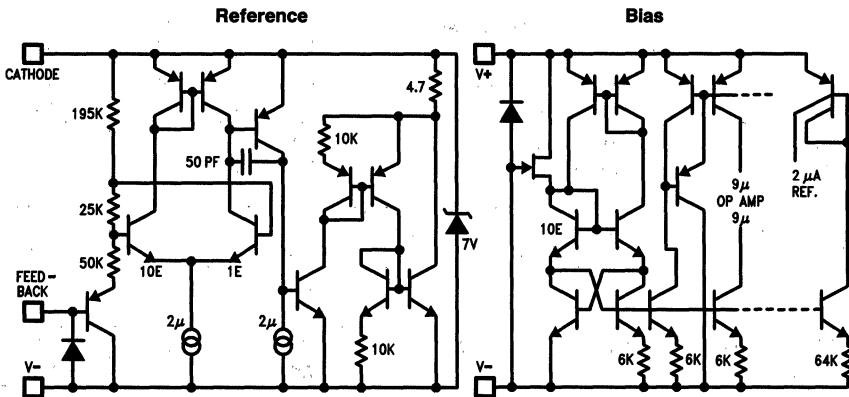 Reference
Bias
CATHODE
195K
50 PF
25K
50K
10E
1E
FEED-
BACK
2μ
2μ
V-
10K
4.7
10K
7V
V+
10E
9μ
OP AMP
9μ
2 μA
REF.
V-
6K
6K
6K
64K